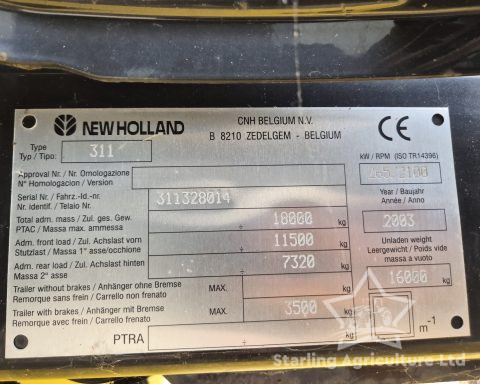 NEW HOLLAND
CNH BELGIUM N.V.
B 8210 ZEDELGEM - BELGIUM
CE
Type
Typ / Tipo:
311
kW / RPM (ISO TR14396)
Approval Nr / Nr. Omologazione
N° Homologation / Version
Serial Nr / Fahrz.-Id.-nr.
Nr. identif. / Telaio Nr.
311328014
Year / Baujahr
Année / Anno
2003
Total adm. mass / Zul. ges. Gew.
PTAC / Massa max. ammessa
÷ 18000 kg
Adm. front load / Zul. Achslast vorn
Stutzlast / Massa 1° asse/occhione
÷ 11500 kg
Unladen weight
Leergewicht / Poids vide
massa à vuoto
16000 kg
Adm. rear load / Zul. Achslast hinten
Massa 2° asse
÷ 7320 kg
Trailer without brakes / Anhänger ohne Bremse
Remorque sans frein / Carrello non frenato
MAX. ÷ kg
Trailer with brakes / Anhänger mit Bremse
Remorque avec frein / Carrello frenato
MAX. 3500 kg
PTRA ÷ kg
m-1
Starling Agriculture Ltd